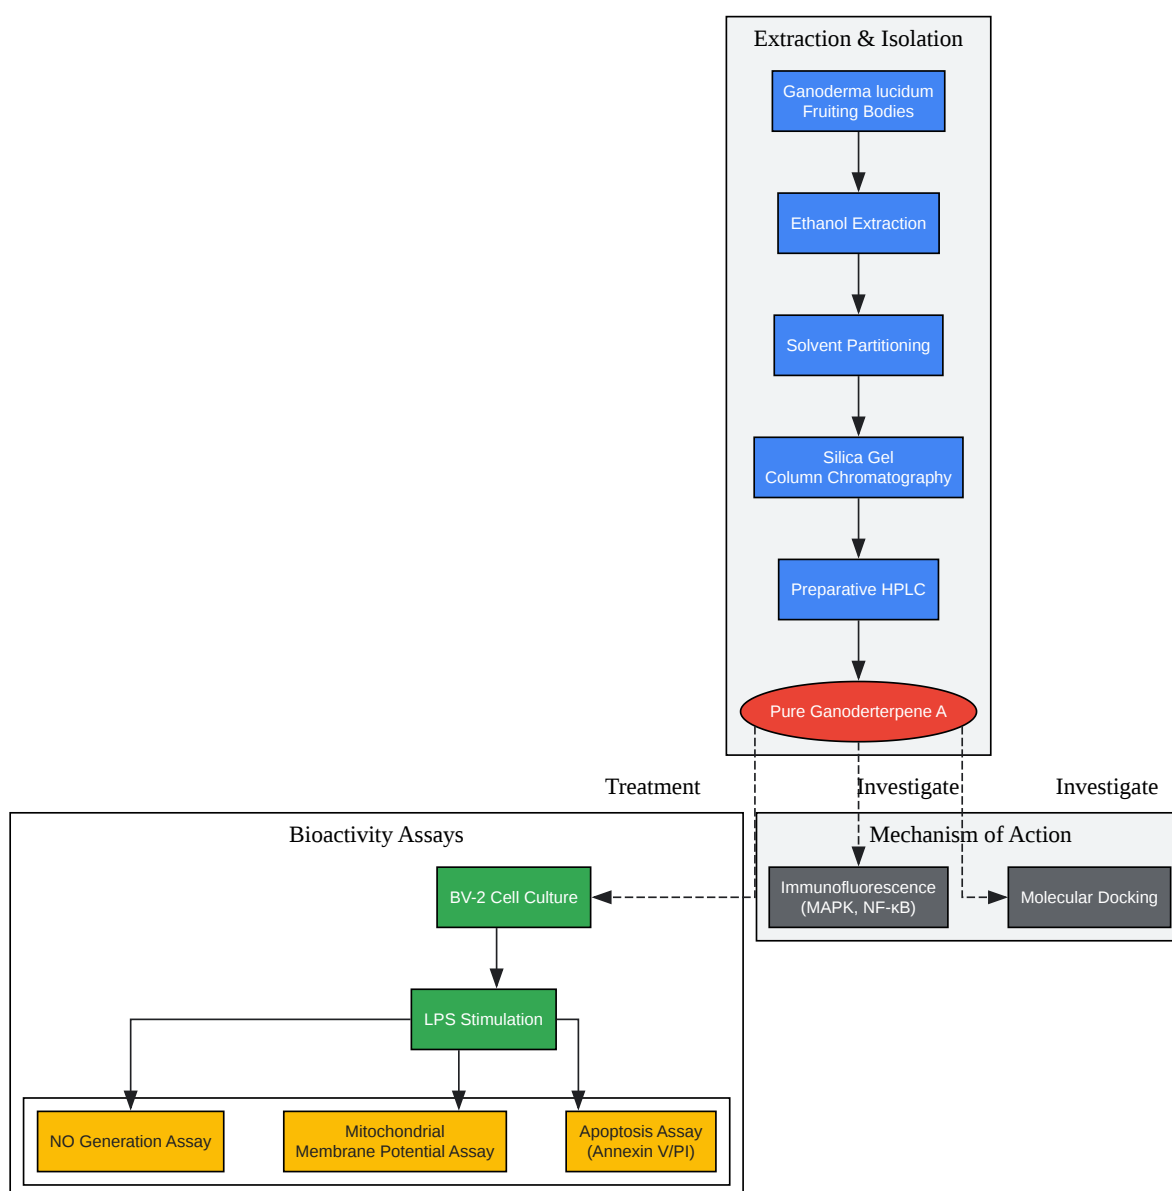 Extraction & Isolation
Ganoderma lucidum
Fruiting Bodies
Ethanol Extraction
Solvent Partitioning
Silica Gel
Column Chromatography
Preparative HPLC
Pure Ganoderterpene A
Treatment
Investigate
Investigate
Bioactivity Assays
Mechanism of Action
BV-2 Cell Culture
Immunofluorescence
(MAPK, NF-κB)
Molecular Docking
LPS Stimulation
NO Generation Assay
Mitochondrial
Membrane Potential Assay
Apoptosis Assay
(Annexin V/PI)